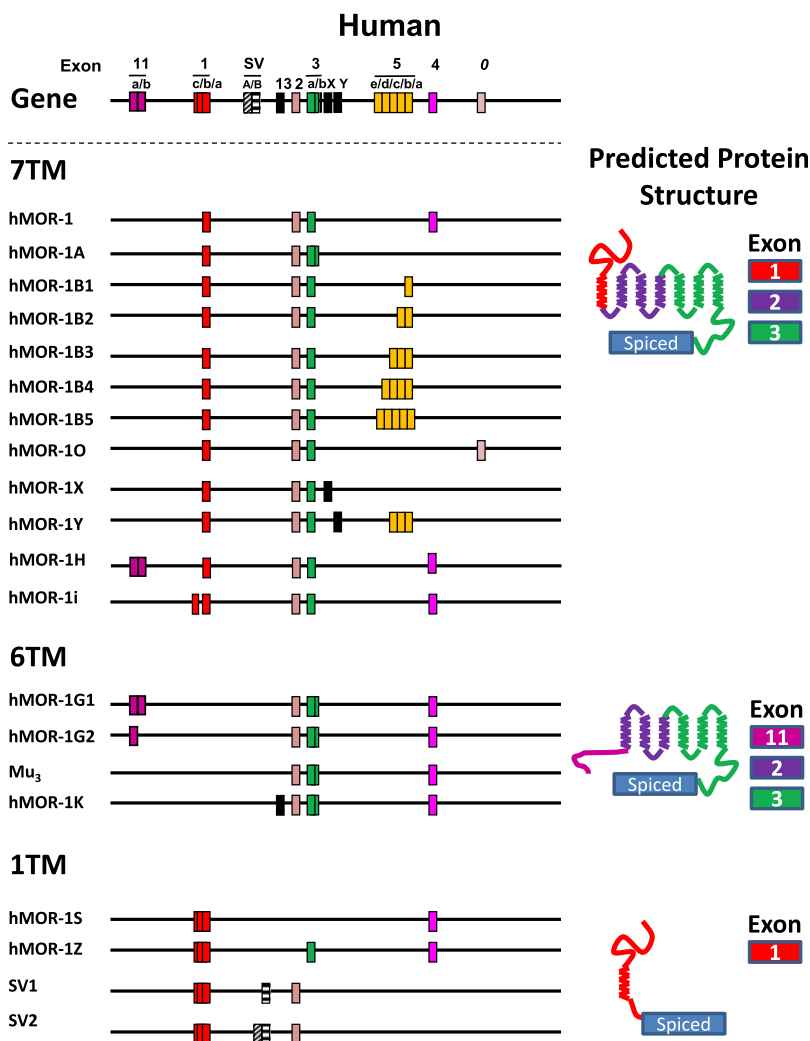 Human
Exon 11 1 SV 3 5 4 0
a/b c/b/a A/B 13 2 a/b X Y e/d/c/b/a
Gene
7TM
Predicted Protein
Structure
hMOR-1
hMOR-1A
hMOR-1B1
hMOR-1B2
hMOR-1B3
hMOR-1B4
hMOR-1B5
hMOR-1O
hMOR-1X
hMOR-1Y
hMOR-1H
hMOR-1i
Exon
1
2
3
Spiced
6TM
hMOR-1G1
hMOR-1G2
Mu3
hMOR-1K
Exon
11
2
3
Spiced
1TM
hMOR-1S
hMOR-1Z
SV1
SV2
Exon
1
Spiced